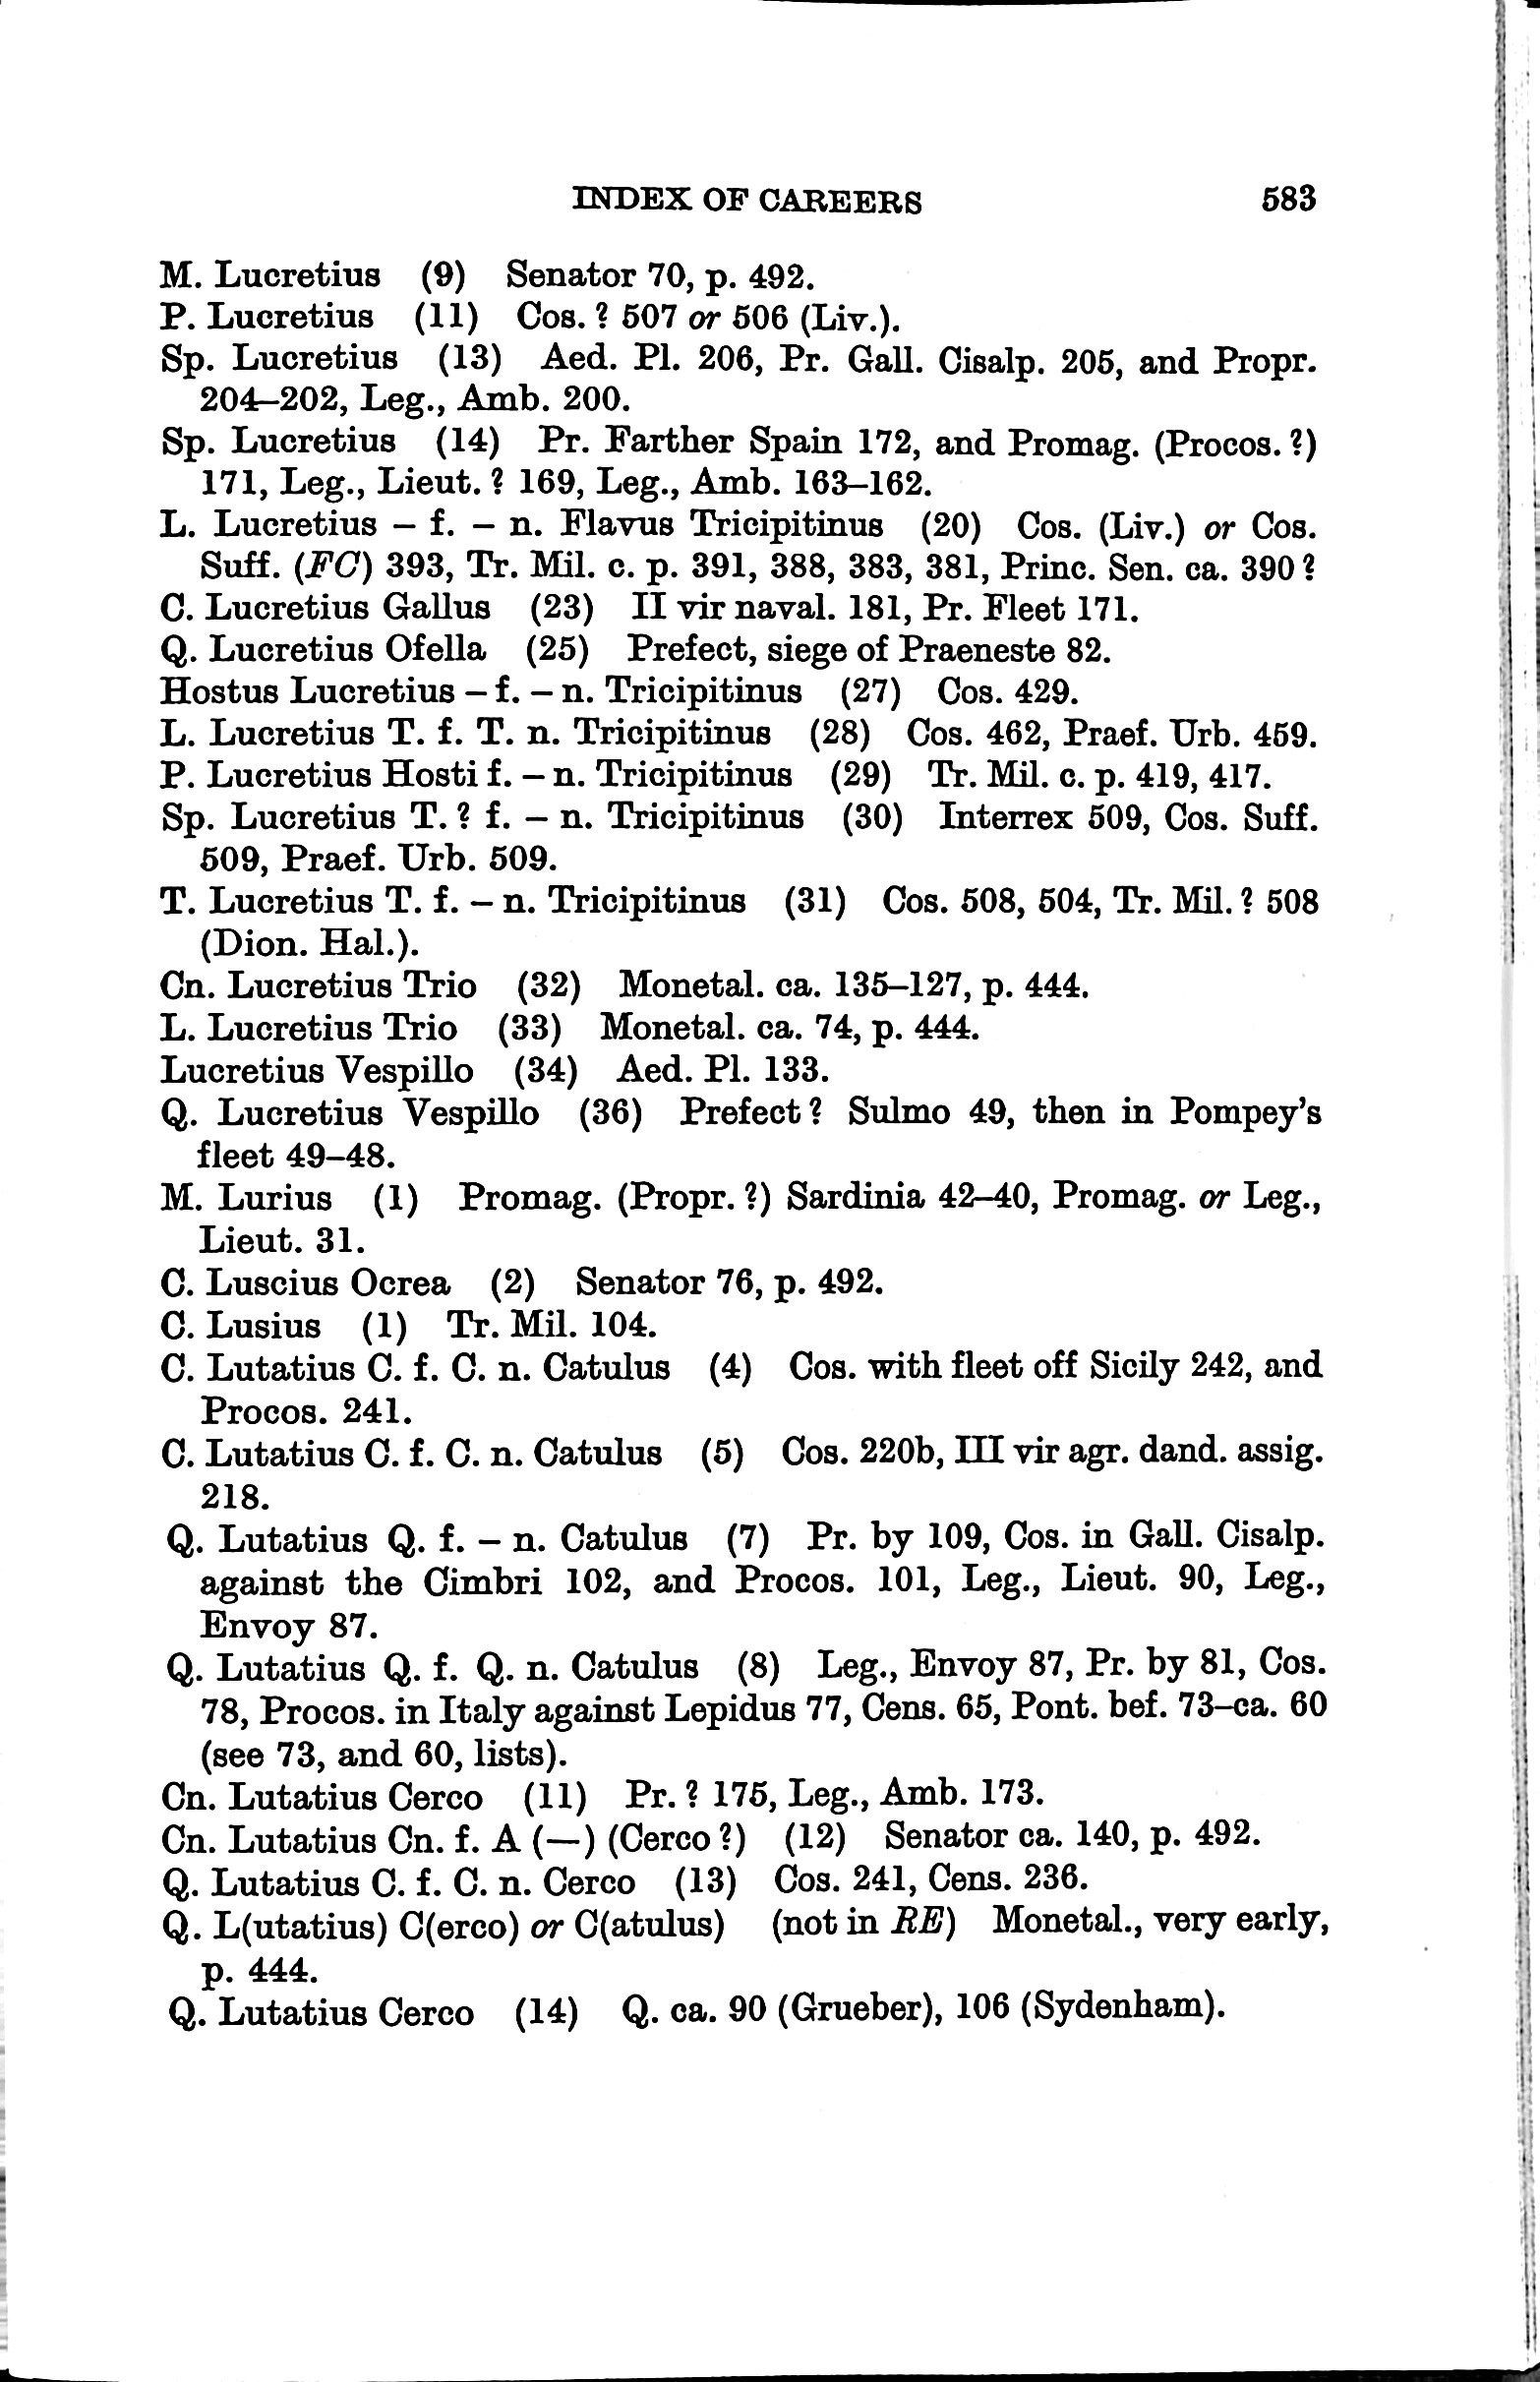 INDEX OF CAREERS 583
M. Lucretius (9) Senator 70, p. 492.
P. Lucretius (11) Cos. ? 507 or 506 (Liv.).
Sp. Lucretius (13) Aed. Pl. 206, Pr. Gall. Cisalp. 205, and Propr.
204–202, Leg., Amb. 200.
Sp. Lucretius (14) Pr. Farther Spain 172, and Promag. (Procos. ?)
171, Leg., Lieut. ? 169, Leg., Amb. 163–162.
L. Lucretius – f. – n. Flavus Tricipitinus (20) Cos. (Liv.) or Cos.
Suff. (FC) 393, Tr. Mil. c. p. 391, 388, 383, 381, Princ. Sen. ca. 390 ?
C. Lucretius Gallus (23) II vir naval. 181, Pr. Fleet 171.
Q. Lucretius Ofella (25) Prefect, siege of Praeneste 82.
Hostus Lucretius – f. – n. Tricipitinus (27) Cos. 429.
L. Lucretius T. f. T. n. Tricipitinus (28) Cos. 462, Praef. Urb. 459.
P. Lucretius Hosti f. – n. Tricipitinus (29) Tr. Mil. c. p. 419, 417.
Sp. Lucretius T. ? f. – n. Tricipitinus (30) Interrex 509, Cos. Suff.
509, Praef. Urb. 509.
T. Lucretius T. f. – n. Tricipitinus (31) Cos. 508, 504, Tr. Mil. ? 508
(Dion. Hal.).
Cn. Lucretius Trio (32) Monetal. ca. 135–127, p. 444.
L. Lucretius Trio (33) Monetal. ca. 74, p. 444.
Lucretius Vespillo (34) Aed. Pl. 133.
Q. Lucretius Vespillo (36) Prefect ? Sulmo 49, then in Pompey's
fleet 49–48.
M. Lurius (1) Promag. (Propr. ?) Sardinia 42–40, Promag. or Leg.,
Lieut. 31.
C. Luscius Ocrea (2) Senator 76, p. 492.
C. Lusius (1) Tr. Mil. 104.
C. Lutatius C. f. C. n. Catulus (4) Cos. with fleet off Sicily 242, and
Procos. 241.
C. Lutatius C. f. C. n. Catulus (5) Cos. 220b, III vir agr. dand. assig.
218.
Q. Lutatius Q. f. – n. Catulus (7) Pr. by 109, Cos. in Gall. Cisalp.
against the Cimbri 102, and Procos. 101, Leg., Lieut. 90, Leg.,
Envoy 87.
Q. Lutatius Q. f. Q. n. Catulus (8) Leg., Envoy 87, Pr. by 81, Cos.
78, Procos. in Italy against Lepidus 77, Cens. 65, Pont. bef. 73–ca. 60
(see 73, and 60, lists).
Cn. Lutatius Cerco (11) Pr. ? 175, Leg., Amb. 173.
Cn. Lutatius Cn. f. A (—) (Cerco ?) (12) Senator ca. 140, p. 492.
Q. Lutatius C. f. C. n. Cerco (13) Cos. 241, Cens. 236.
Q. L(utatius) C(erco) or C(atulus) (not in RE) Monetal., very early,
p. 444.
Q. Lutatius Cerco (14) Q. ca. 90 (Grueber), 106 (Sydenham).